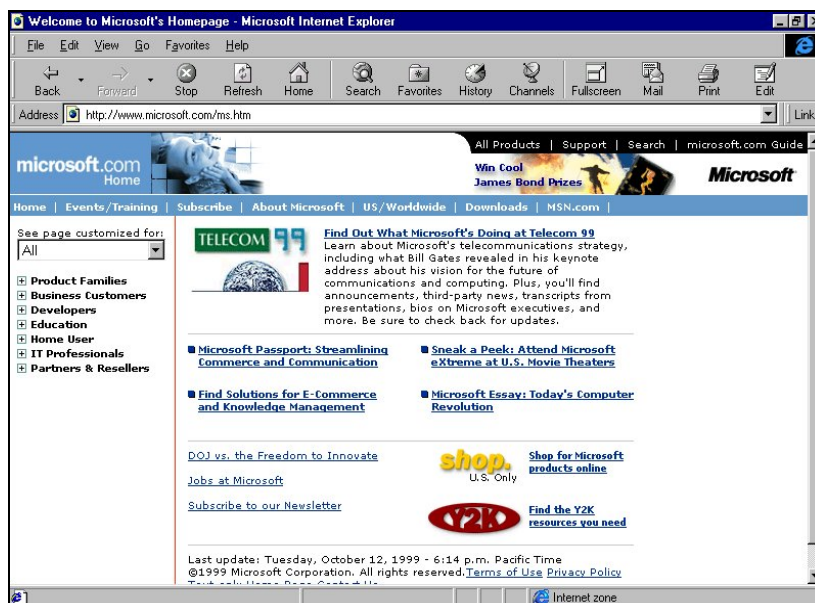 Welcome to Microsoft's Homepage - Microsoft Internet Explorer
File Edit View Go Favorites Help
Back Forward Stop Refresh Home Search Favorites History Channels Fullscreen Mail Print Edit
Address http://www.microsoft.com/ms.htm Link
All Products | Support | Search | microsoft.com Guide
microsoft.com
Home
Win Cool
James Bond Prizes
Microsoft
Home | Events/Training | Subscribe | About Microsoft | US/Worldwide | Downloads | MSN.com |
See page customized for:
All
Product Families
Business Customers
Developers
Education
Home User
IT Professionals
Partners & Resellers
TELECOM 99
Find Out What Microsoft's Doing at Telecom 99
Learn about Microsoft's telecommunications strategy,
including what Bill Gates revealed in his keynote
address about his vision for the future of
communications and computing. Plus, you'll find
announcements, third-party news, transcripts from
presentations, bios on Microsoft executives, and
more. Be sure to check back for updates.
Microsoft Passport: Streamlining
Commerce and Communication
Sneak a Peek: Attend Microsoft
eXtreme at U.S. Movie Theaters
Find Solutions for E-Commerce
and Knowledge Management
Microsoft Essay: Today's Computer
Revolution
DOJ vs. the Freedom to Innovate
Jobs at Microsoft
Subscribe to our Newsletter
shop.
U.S. Only
Shop for Microsoft
products online
Y2K
Find the Y2K
resources you need
Last update: Tuesday, October 12, 1999 - 6:14 p.m. Pacific Time
©1999 Microsoft Corporation. All rights reserved. Terms of Use Privacy Policy
Text-only Home Page Contact Us
Internet zone